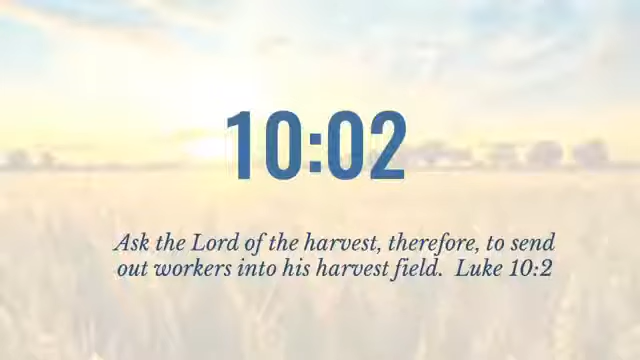 10:02
Ask the Lord of the harvest, therefore, to send
out workers into his harvest field. Luke 10:2